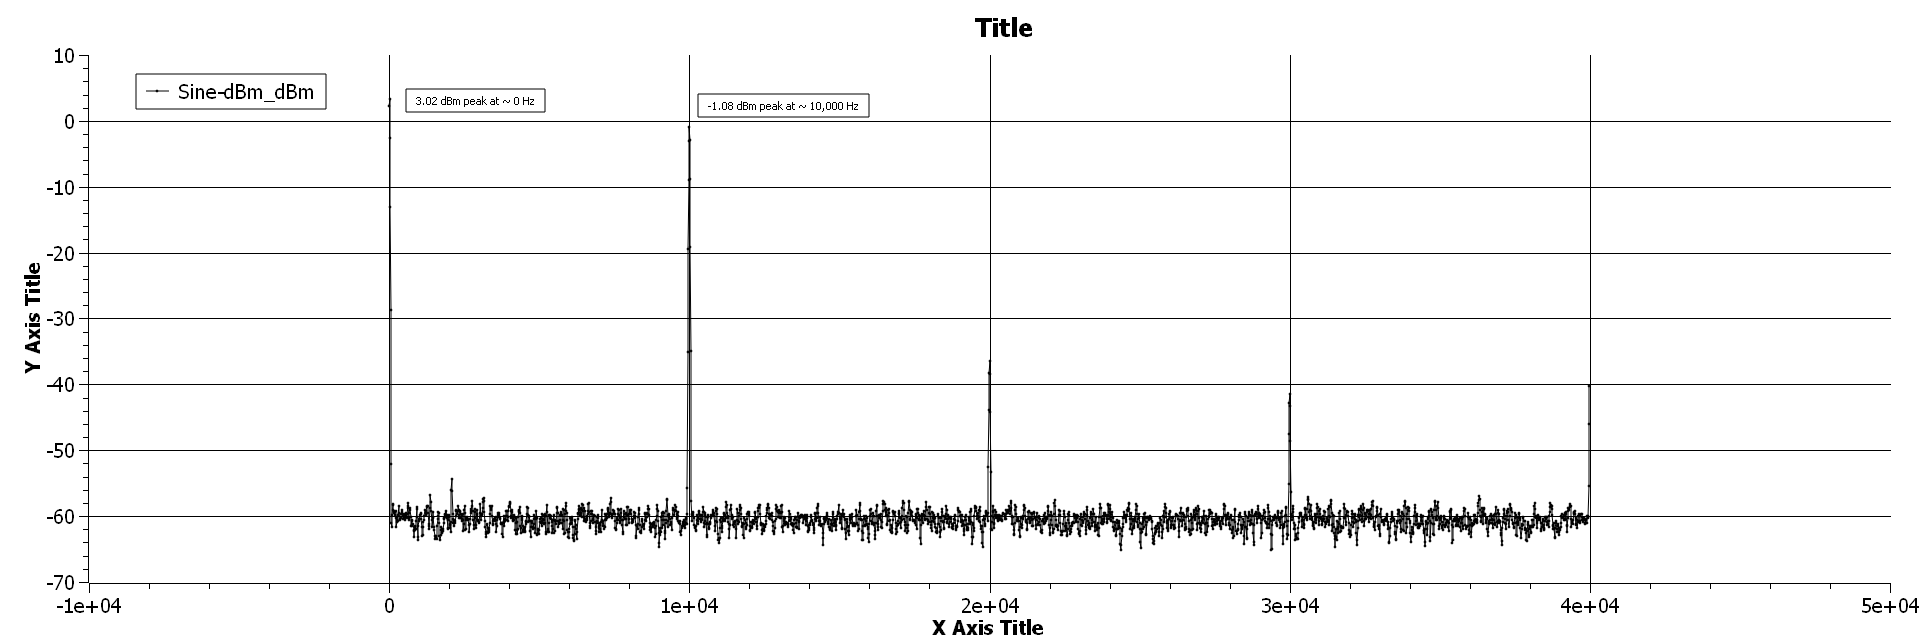 Title
Sine-dBm_dBm
3.02 dBm peak at ~ 0 Hz
-1.08 dBm peak at ~ 10,000 Hz
Y Axis Title
10
0
-10
-20
-30
-40
-50
-60
-70
-1e+04
0
1e+04
2e+04
3e+04
4e+04
5e+04
X Axis Title